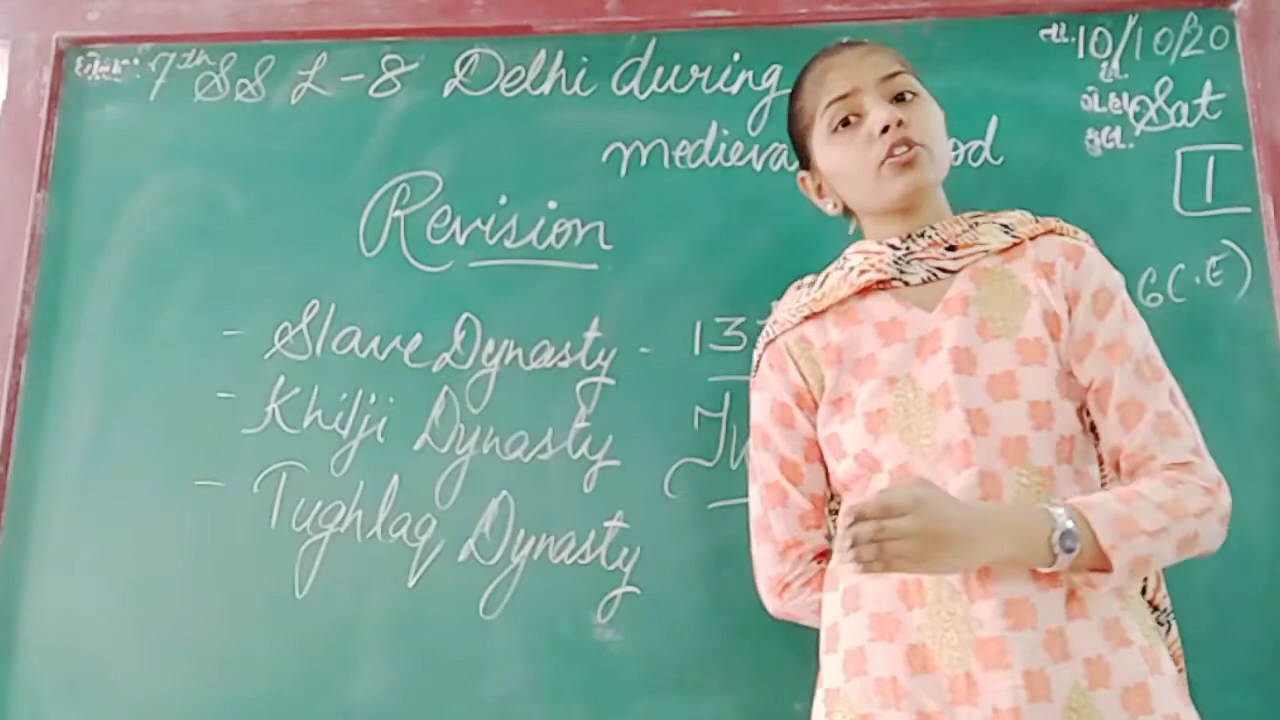 7th SS L-8 Delhi during
તા. 10/10/20
medieva od
Sat
1
Revision
- Slave Dynasty - 13 6(C.E)
- Khilji Dynasty
- Tughlaq Dynasty